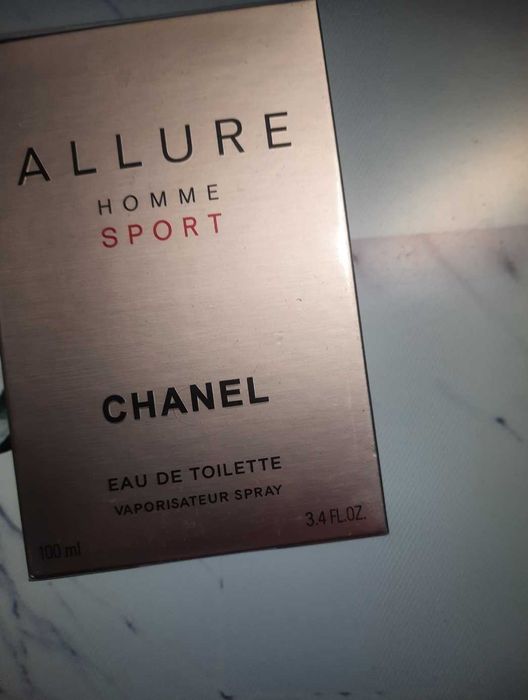 ALLURE
HOMME
SPORT
CHANEL
EAU DE TOILETTE
VAPORISATEUR SPRAY
100 ml
3.4 FL.OZ.